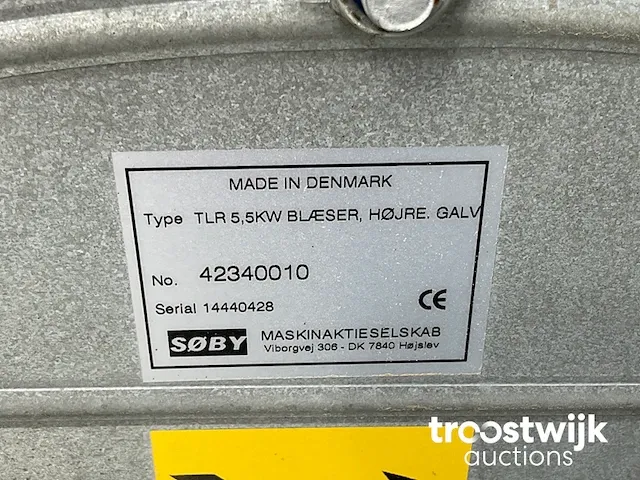 MADE IN DENMARK
Type TLR 5,5KW BLÆSER, HØJRE. GALV
No. 42340010
Serial 14440428
CE
SØBY MASKINAKTIESELSKAB
Viborgvej 306 - DK 7840 Højslev
troostwijk
auctions